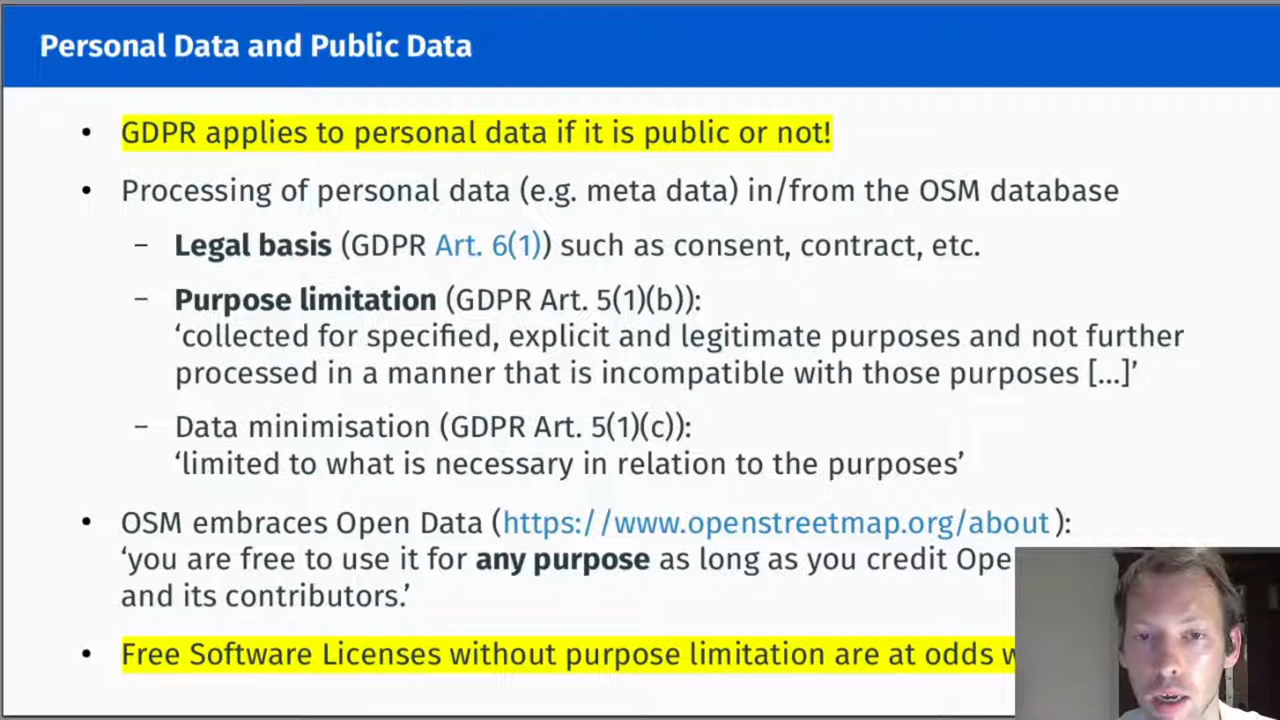 Personal Data and Public Data
• GDPR applies to personal data if it is public or not!
• Processing of personal data (e.g. meta data) in/from the OSM database
– Legal basis (GDPR Art. 6(1)) such as consent, contract, etc.
– Purpose limitation (GDPR Art. 5(1)(b)):
‘collected for specified, explicit and legitimate purposes and not further
processed in a manner that is incompatible with those purposes [...]’
– Data minimisation (GDPR Art. 5(1)(c)):
‘limited to what is necessary in relation to the purposes’
• OSM embraces Open Data (https://www.openstreetmap.org/about):
‘you are free to use it for any purpose as long as you credit Ope
and its contributors.’
• Free Software Licenses without purpose limitation are at odds